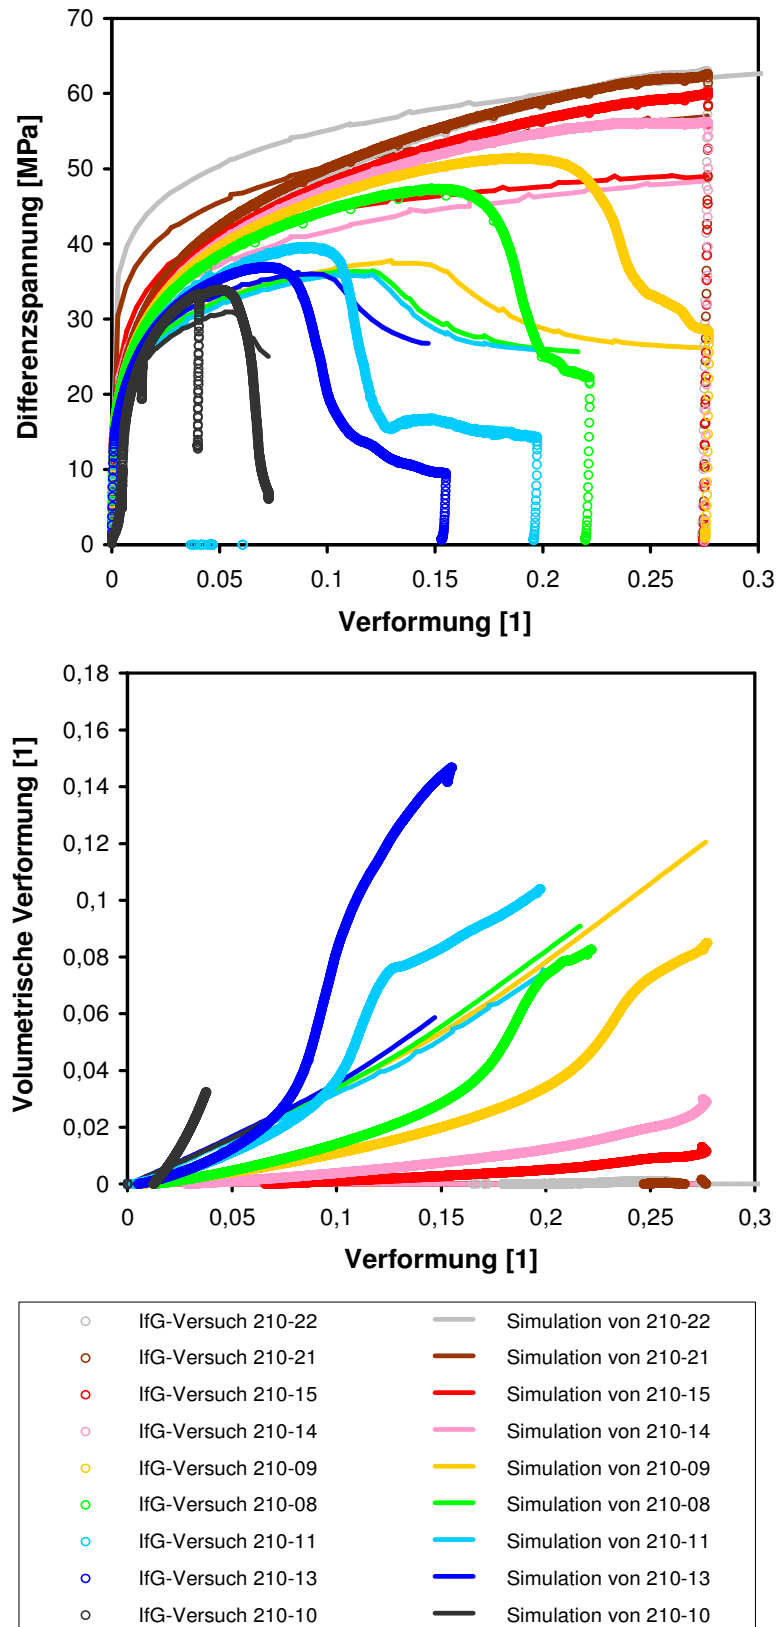 70
60
50
40
30
20
10
0
Differenzspannung [MPa]
0 0.05 0.1 0.15 0.2 0.25 0.3
Verformung [1]
0,18
0,16
0,14
0,12
0,1
0,08
0,06
0,04
0,02
0
Volumetrische Verformung [1]
0 0,05 0,1 0,15 0,2 0,25 0,3
Verformung [1]
IfG-Versuch 210-22 Simulation von 210-22
IfG-Versuch 210-21 Simulation von 210-21
IfG-Versuch 210-15 Simulation von 210-15
IfG-Versuch 210-14 Simulation von 210-14
IfG-Versuch 210-09 Simulation von 210-09
IfG-Versuch 210-08 Simulation von 210-08
IfG-Versuch 210-11 Simulation von 210-11
IfG-Versuch 210-13 Simulation von 210-13
IfG-Versuch 210-10 Simulation von 210-10